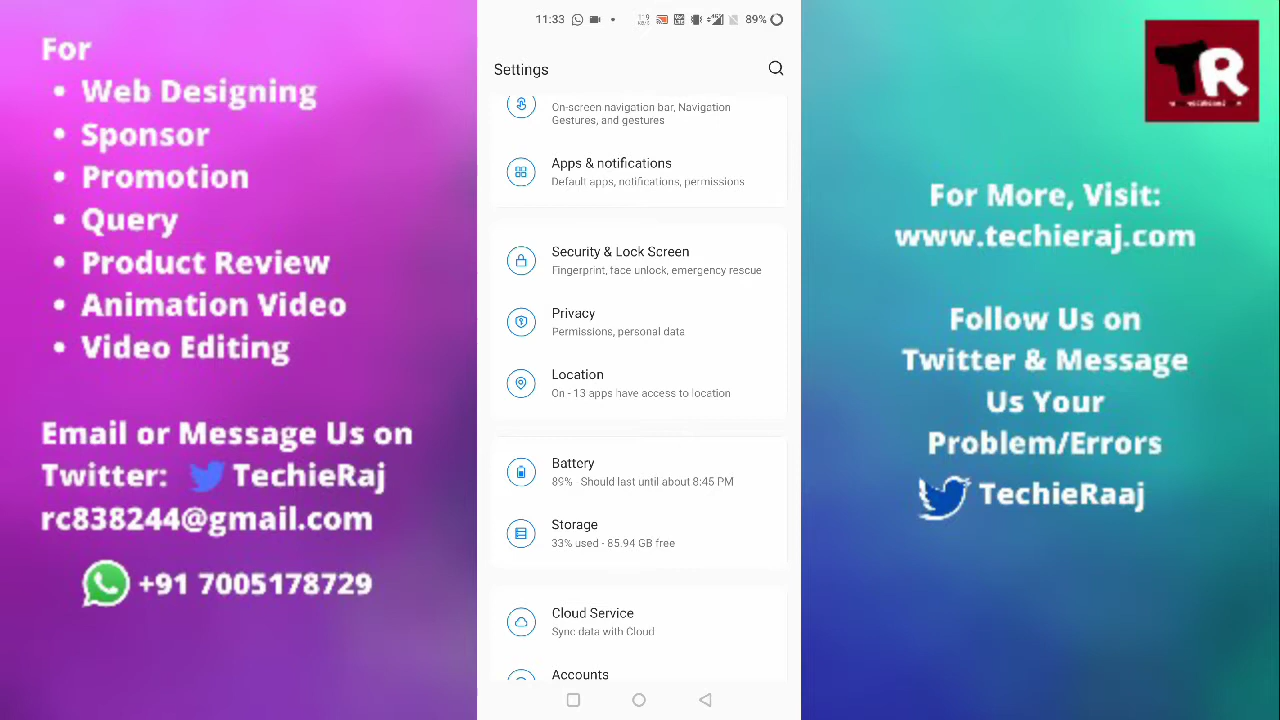 For
• Web Designing
• Sponsor
• Promotion
• Query
• Product Review
• Animation Video
• Video Editing
Email or Message Us on
Twitter: TechieRaj
rc838244@gmail.com
+91 7005178729
11:33
89%
Settings
On-screen navigation bar, Navigation
Gestures, and gestures
Apps & notifications
Default apps, notifications, permissions
Security & Lock Screen
Fingerprint, face unlock, emergency rescue
Privacy
Permissions, personal data
Location
On - 13 apps have access to location
Battery
89% Should last until about 8:45 PM
Storage
33% used - 85.94 GB free
Cloud Service
Sync data with Cloud
Accounts
TR
For More, Visit:
www.techieraj.com
Follow Us on
Twitter & Message
Us Your
Problem/Errors
TechieRaaj